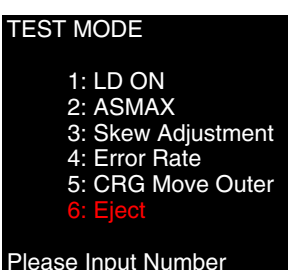 TEST MODE
1: LD ON
2: ASMAX
3: Skew Adjustment
4: Error Rate
5: CRG Move Outer
6: Eject
Please Input Number